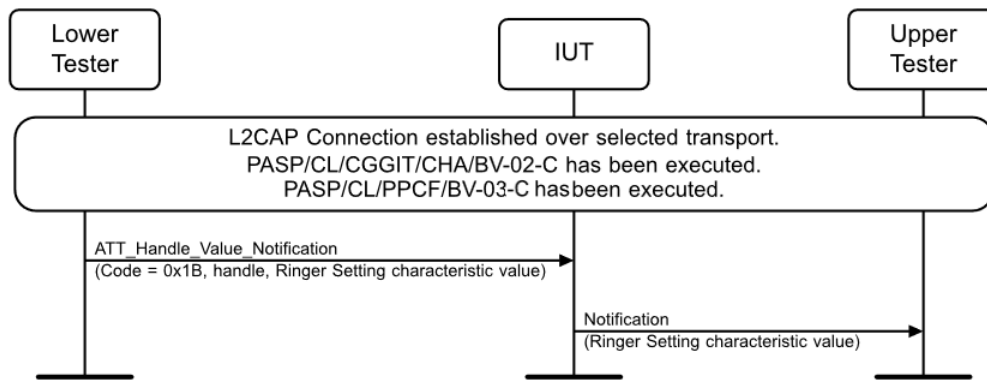 Lower
Tester
IUT
Upper
Tester
L2CAP Connection established over selected transport.
PASP/CL/CGGIT/CHA/BV-02-C has been executed.
PASP/CL/PPCF/BV-03-C has been executed.
ATT_Handle_Value_Notification
(Code = 0x1B, handle, Ringer Setting characteristic value)
Notification
(Ringer Setting characteristic value)